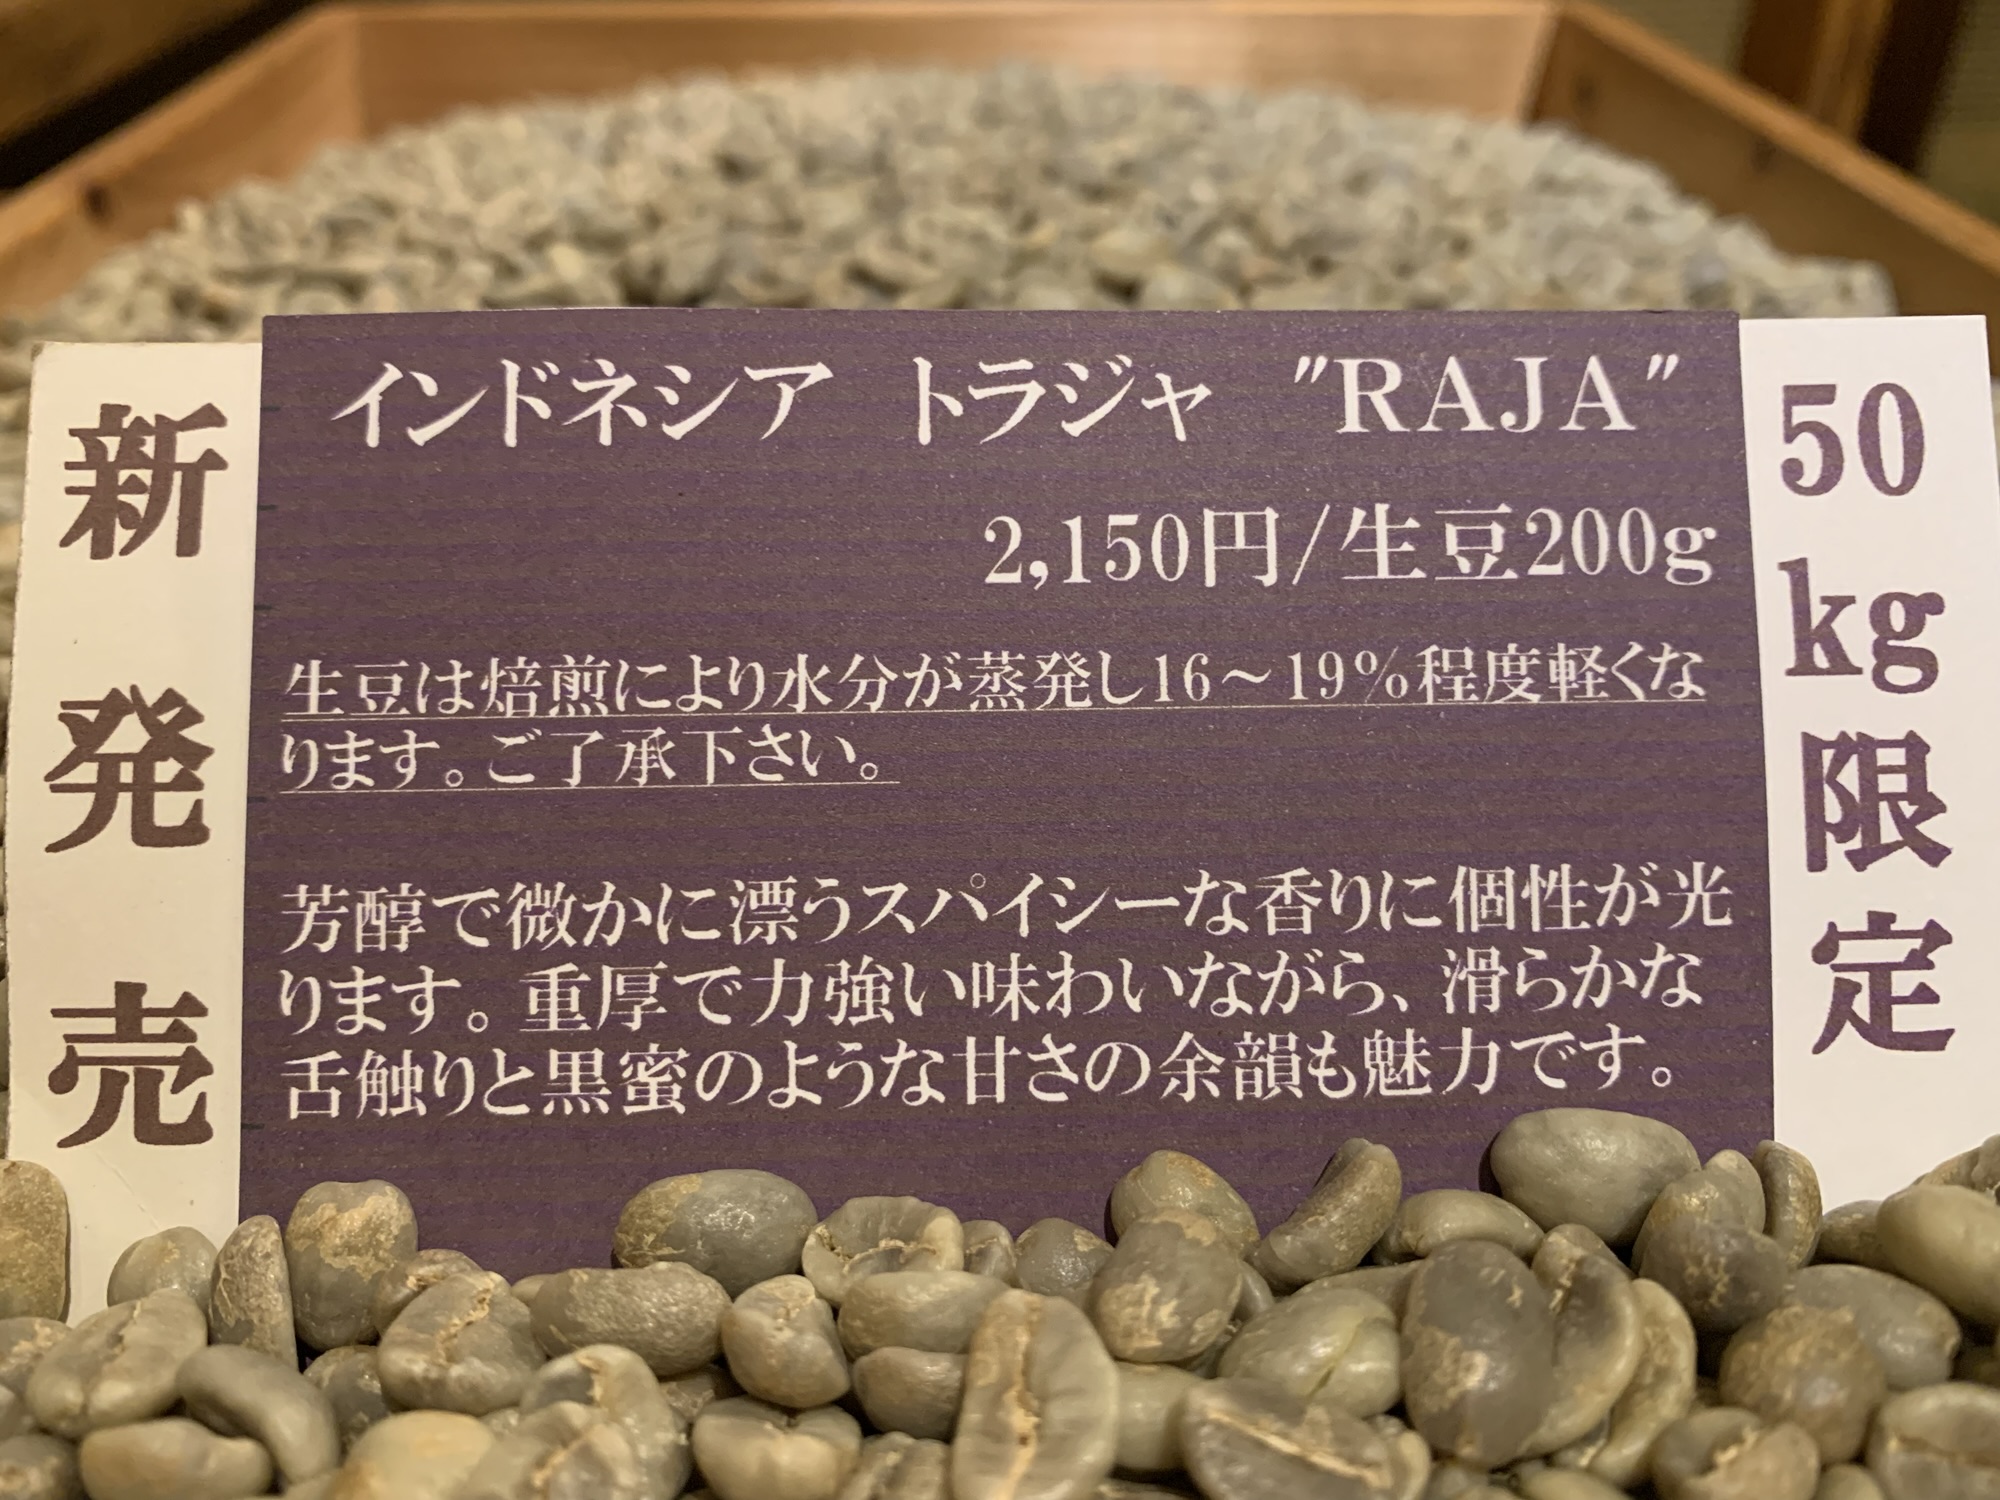 新発売
インドネシア トラジャ "RAJA"
2,150円/生豆200g
生豆は焙煎により水分が蒸発し16～19%程度軽くな
ります。ご了承下さい。
芳醇で微かに漂うスパイシーな香りに個性が光
ります。重厚で力強い味わいながら、滑らかな
舌触りと黒蜜のような甘さの余韻も魅力です。
50kg限定